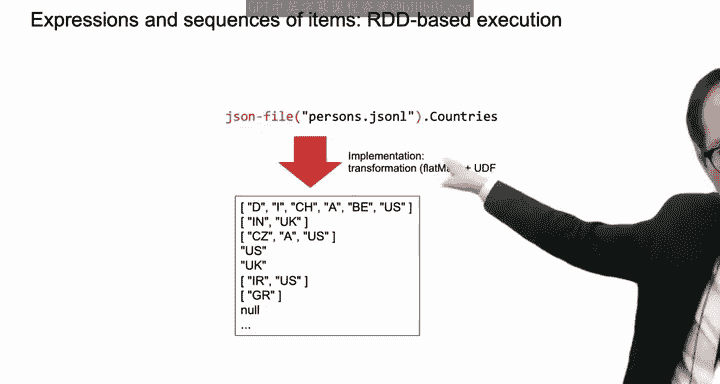 Expressions and sequences of items: RDD-based execution
json-file("persons.jsonl").Countries
Implementation:
transformation + UDF
[ "D", "I", "CH", "A", "BE", "US" ]
[ "IN", "UK" ]
[ "CZ", "A", "US" ]
"US"
"UK"
[ "IR", "US" ]
[ "GR" ]
null
...